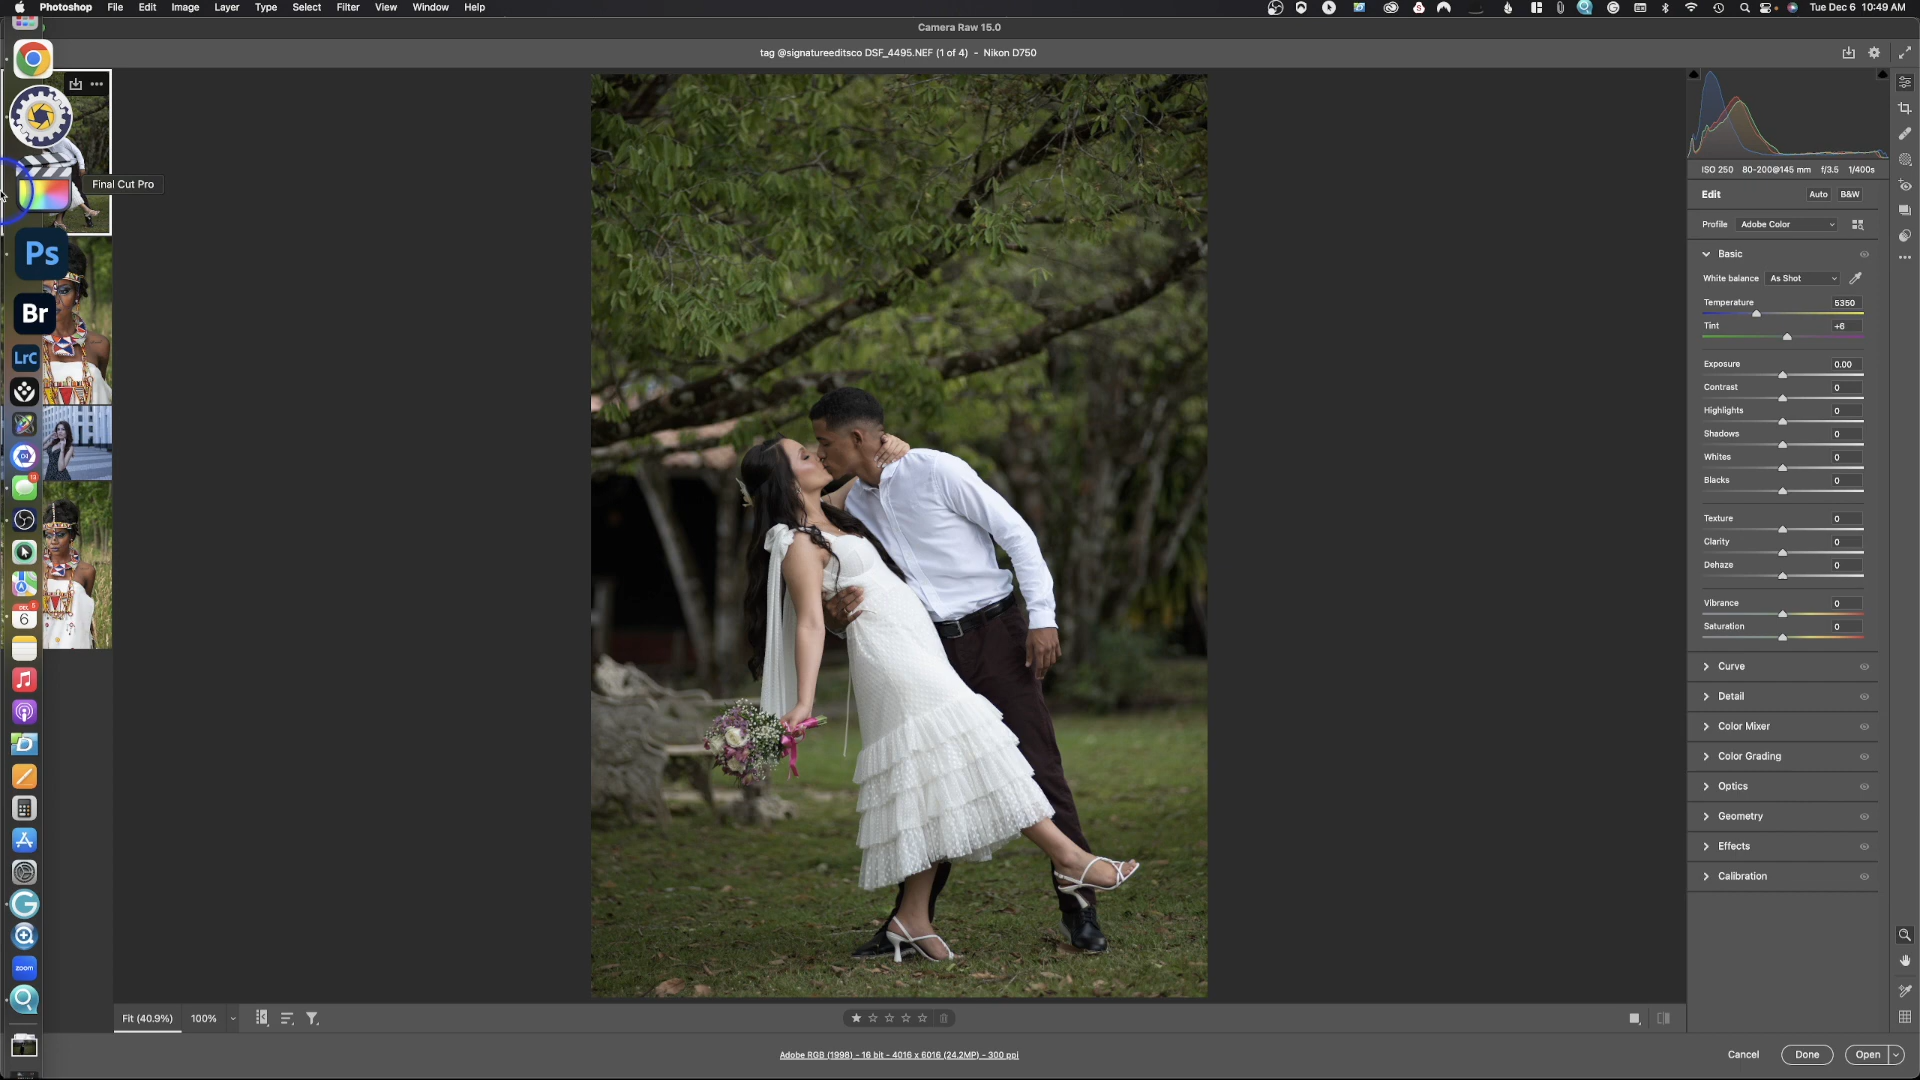 Photoshop File Edit Image Layer Type Select Filter View Window Help
Tue Dec 6 10:49 AM
Camera Raw 15.0
tag @signatureeditsco DSF_4495.NEF (1 of 4) - Nikon D750
Final Cut Pro
Ps
Br
LrC
13
DEC 5
6
zoom
ISO 250 80-200@145 mm f/3.5 1/400s
Edit Auto B&W
Profile Adobe Color
Basic
White balance As Shot
Temperature 5350
Tint +6
Exposure 0.00
Contrast 0
Highlights 0
Shadows 0
Whites 0
Blacks 0
Texture 0
Clarity 0
Dehaze 0
Vibrance 0
Saturation 0
Curve
Detail
Color Mixer
Color Grading
Optics
Geometry
Effects
Calibration
Fit (40.9%) 100%
Adobe RGB (1998) - 16 bit - 4016 x 6016 (24.2MP) - 300 ppi
Cancel Done Open